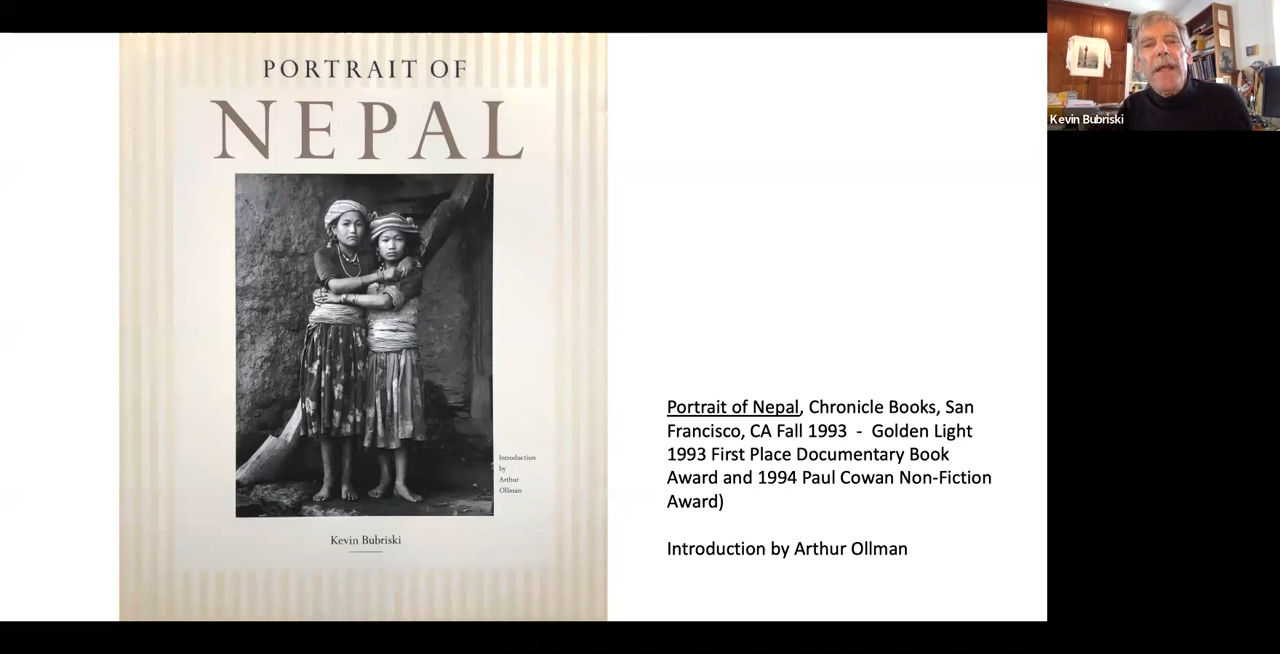 PORTRAIT OF
NEPAL
Introduction
by
Arthur
Ollman
Kevin Bubriski
Portrait of Nepal, Chronicle Books, San
Francisco, CA Fall 1993  -  Golden Light
1993 First Place Documentary Book
Award and 1994 Paul Cowan Non-Fiction
Award)
Introduction by Arthur Ollman
Kevin Bubriski